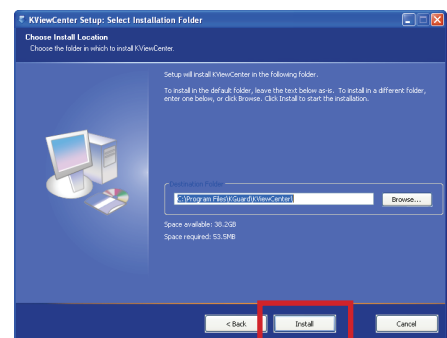 KViewCenter Setup: Select Installation Folder
Choose Install Location
Choose the folder in which to install KViewCenter.
Setup will install KViewCenter in the following folder.
To install in the default folder, leave the text below as-is. To install in a different folder,
enter one below, or click Browse. Click Install to start the installation.
Destination Folder
C:\Program Files\KGuard\KViewCenter\
Browse...
Space available: 38.2GB
Space required: 53.5MB
< Back
Install
Cancel